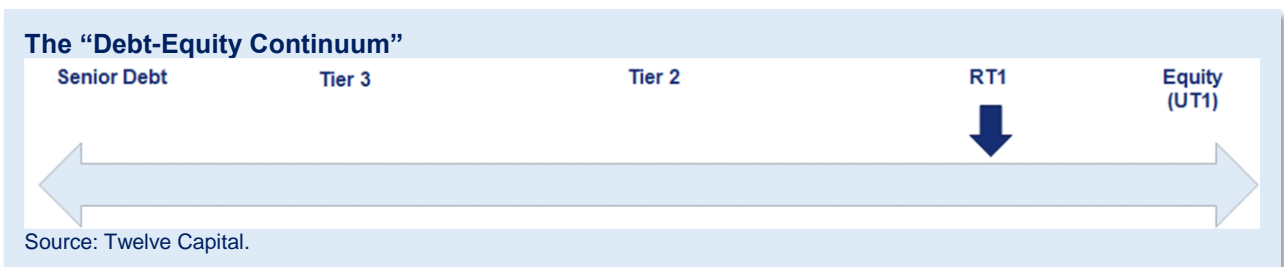 The “Debt-Equity Continuum”
Senior Debt Tier 3 Tier 2 RT1 Equity
(UT1)
Source: Twelve Capital.